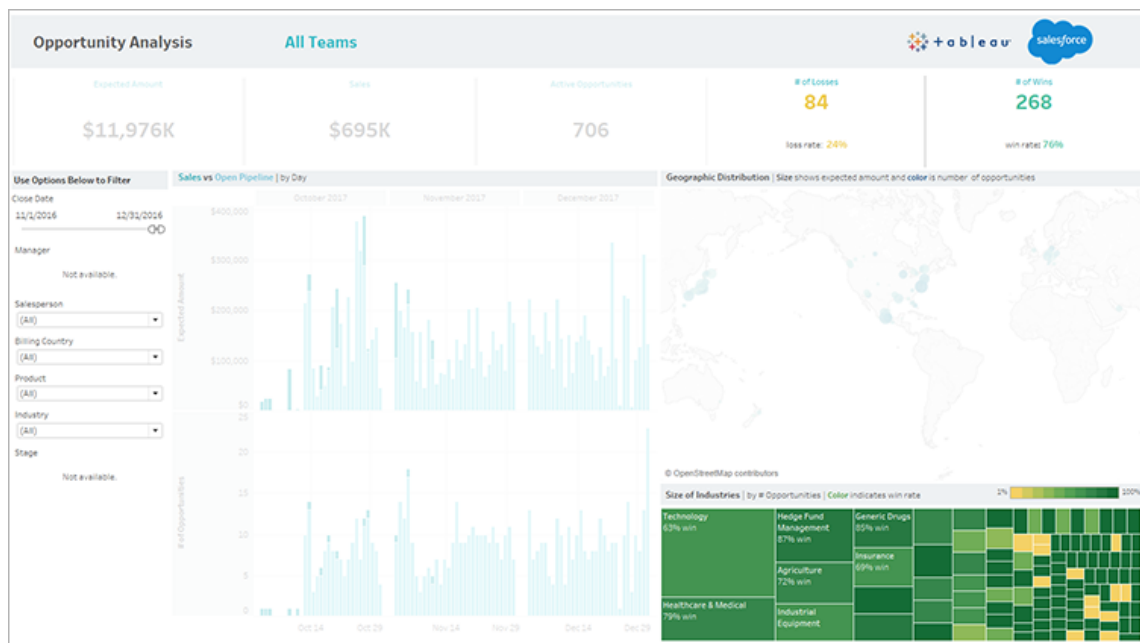 Opportunity Analysis
All Teams
+ a b l e a u
salesforce
Expected Amount
$11,976K
Sales
$695K
Active Opportunities
706
# of Losses
84
loss rate: 24%
# of Wins
268
win rate: 76%
Use Options Below to Filter
Close Date
11/1/2016
12/31/2016
Manager
Not available.
Salesperson
(All)
Billing Country
(All)
Product
(All)
Industry
(All)
Stage
Not available.
Sales vs Open Pipeline | by Day
October 2017
November 2017
December 2017
Expected Amount
$400,000
$300,000
$200,000
$100,000
$0
# of Opportunities
25
20
15
10
5
0
Oct 14
Oct 29
Nov 14
Nov 29
Dec 14
Dec 29
Geographic Distribution | Size shows expected amount and color is number of opportunities
© OpenStreetMap contributors
Size of Industries | by # Opportunities | Color indicates win rate
1%
100%
Technology
63% win
Healthcare & Medical
79% win
Hedge Fund
Management
87% win
Agriculture
72% win
Industrial
Equipment
Generic Drugs
85% win
Insurance
69% win